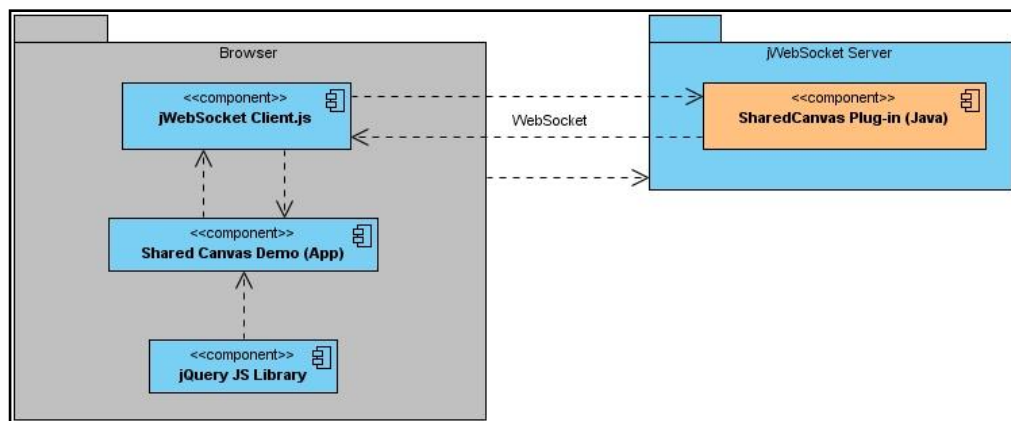 Browser
jWebSocket Server
<<component>>
jWebSocket Client.js
<<component>>
SharedCanvas Plug-in (Java)
WebSocket
<<component>>
Shared Canvas Demo (App)
<<component>>
jQuery JS Library